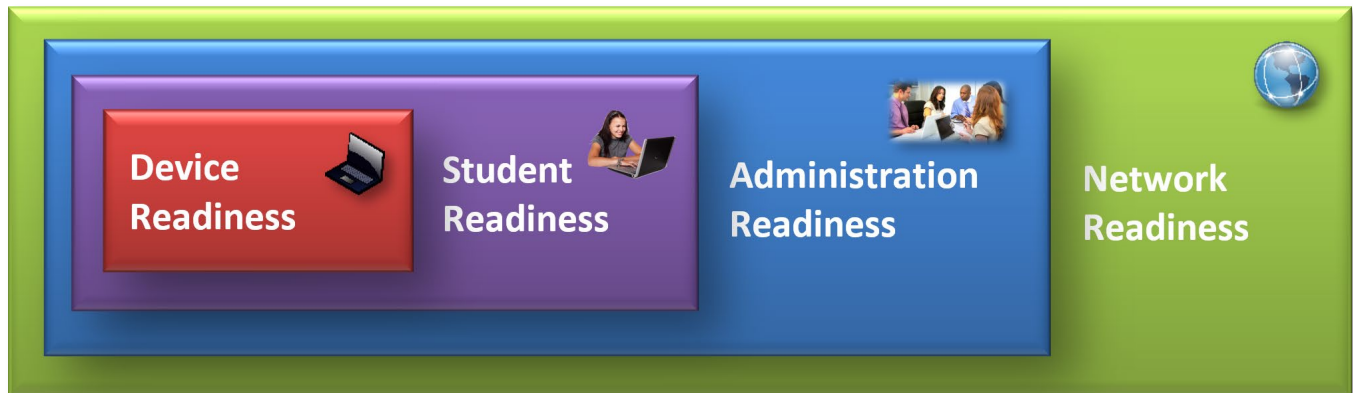 Device
Readiness
Student
Readiness
Administration
Readiness
Network
Readiness